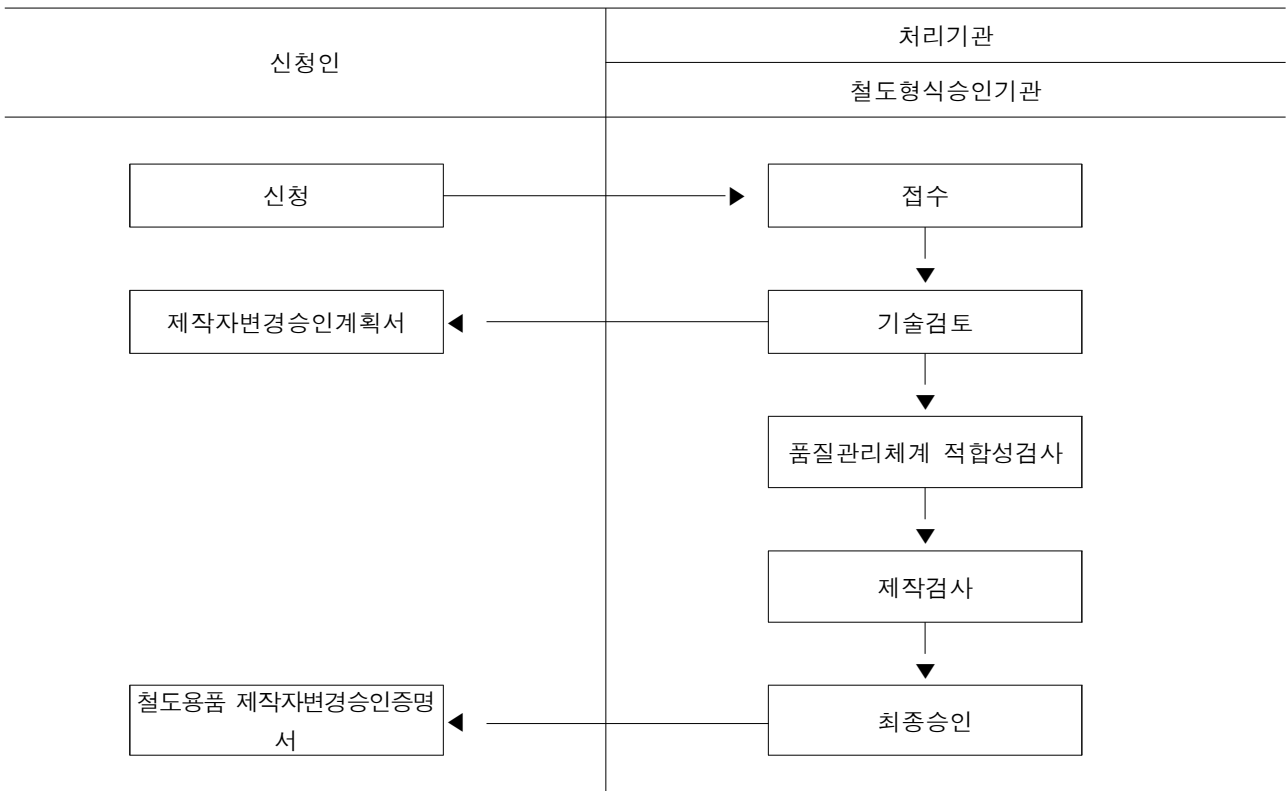 신청인
처리기관
철도형식승인기관
신청
접수
제작자변경승인계획서
기술검토
품질관리체계 적합성검사
제작검사
철도용품 제작자변경승인증명
서
최종승인